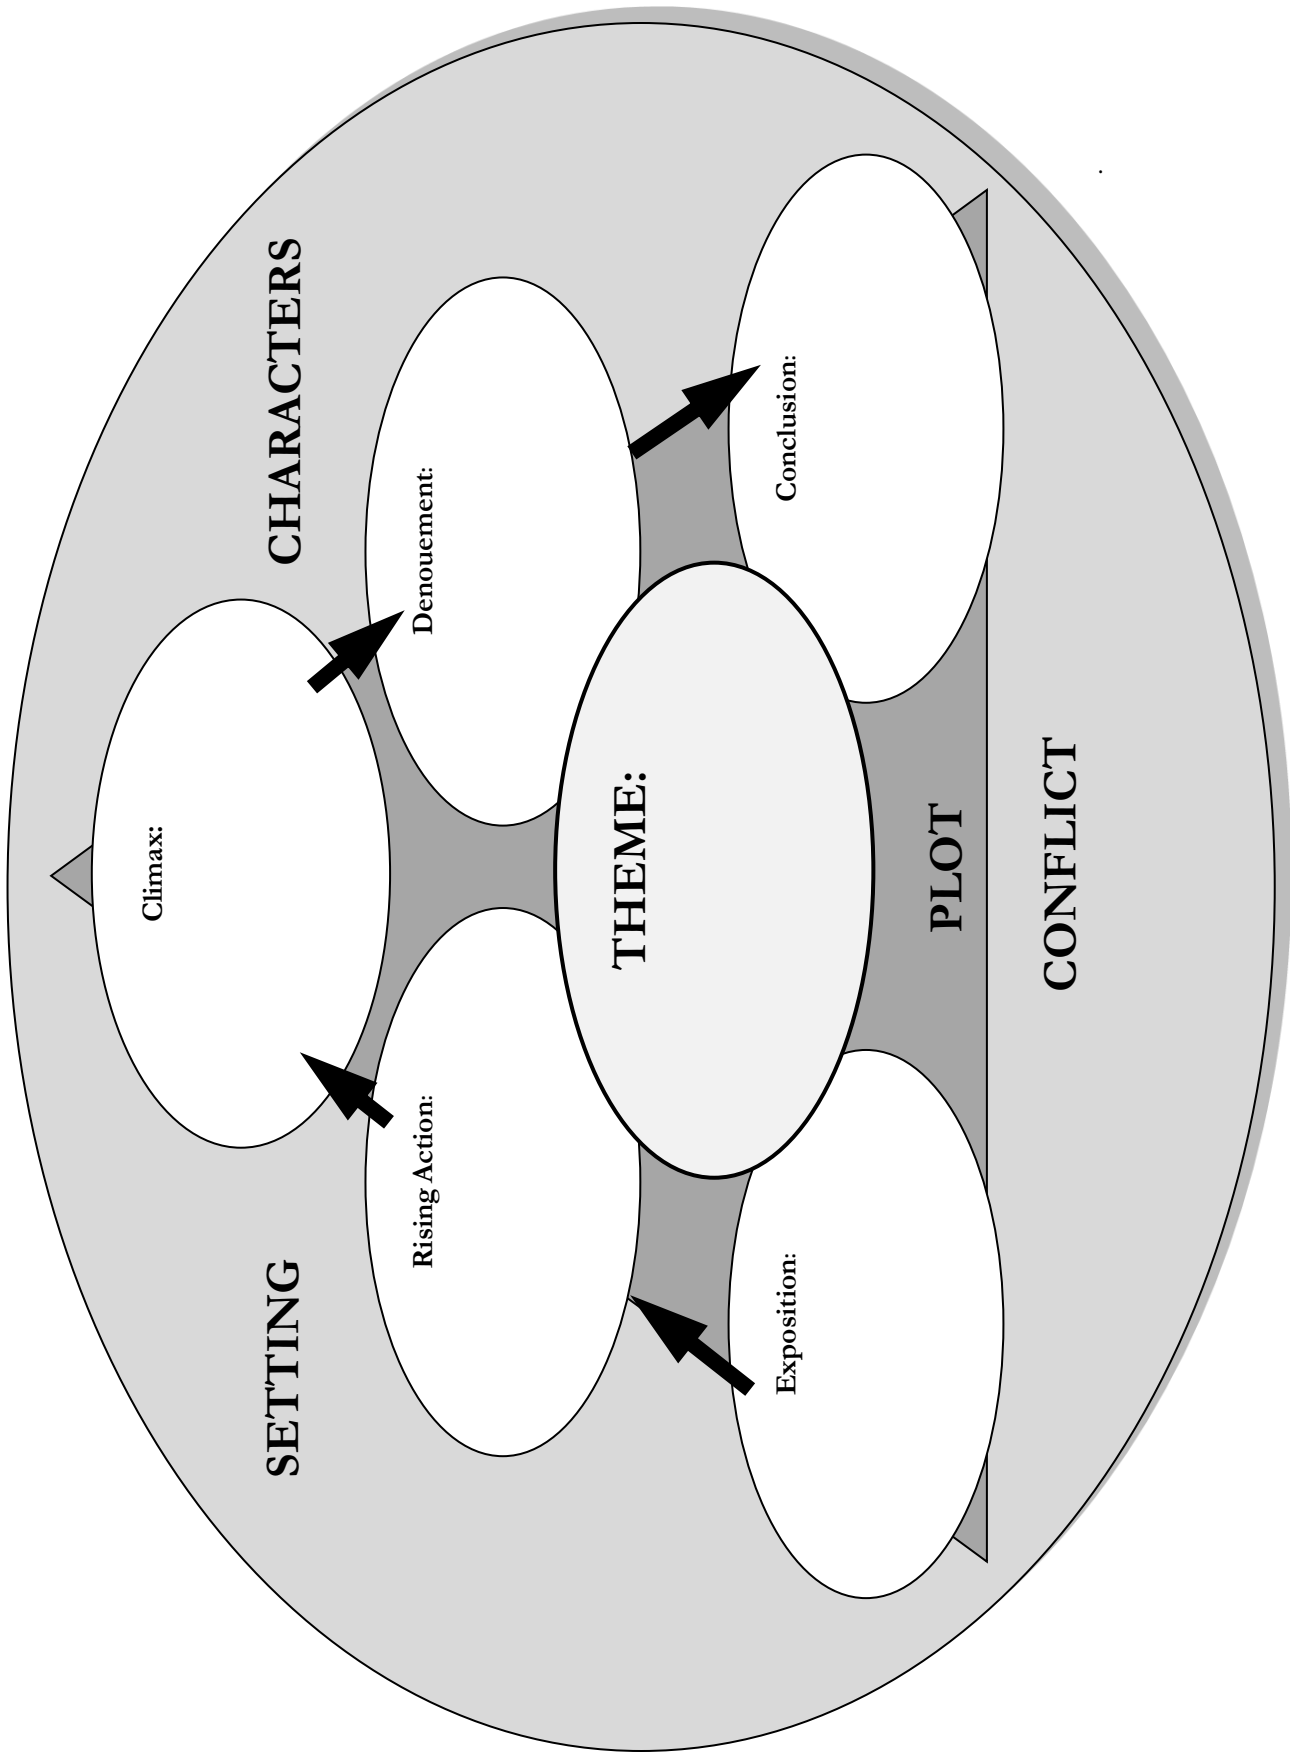 Climax:
SETTING
CHARACTERS
Rising Action:
Denouement:
THEME:
Exposition:
Conclusion:
PLOT
CONFLICT